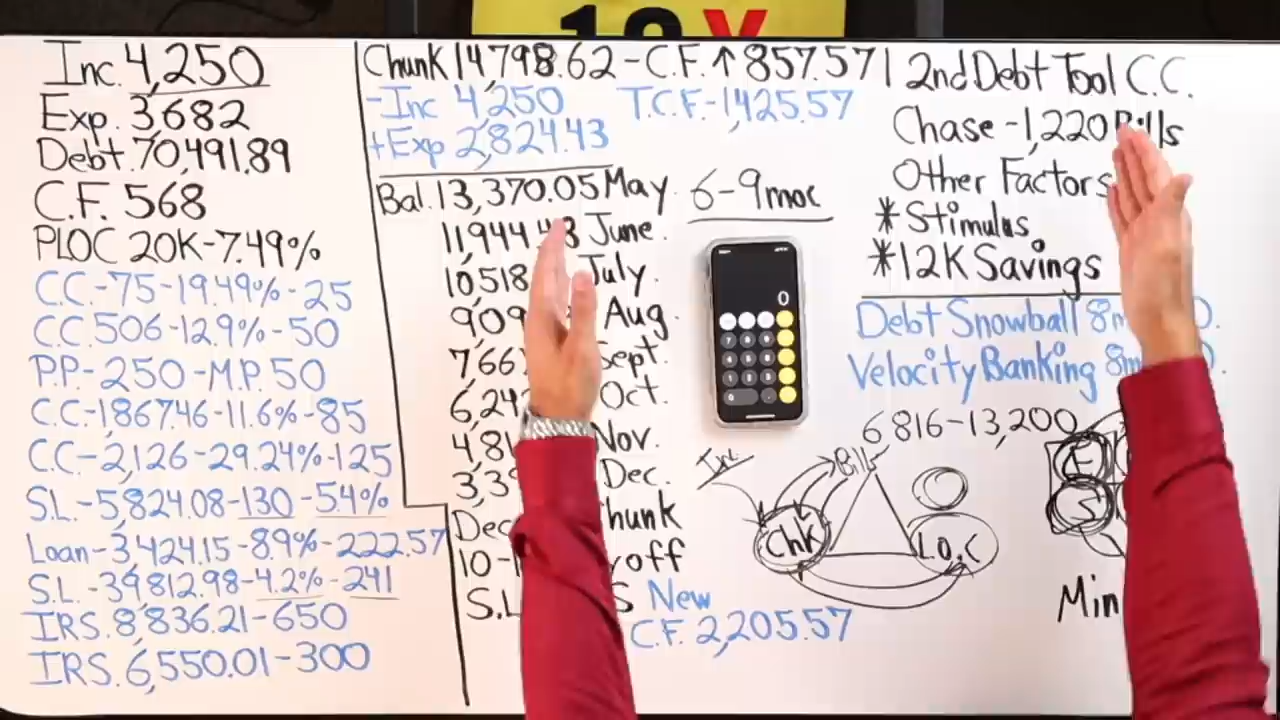 Inc. 4,250
Exp. 3,682
Debt. 70,491.89
C.F. 568
PLOC 20K-7.49%
C.C.-75-19.49%-25
C.C. 506-12.9%-50
P.P.-250-M.P. 50
C.C-1,867.46-11.6%-85
C.C-2,126-29.24%-125
S.L-5,824.08-130-5.4%
Loan-3,424.15-8.9%-222.57
S.L.-39,812.98-4.2%-241
IRS. 8,836.21-650
IRS. 6,550.01-300
Chunk 14,798.62-C.F.↑857.57
-Inc 4,250 T.C.F-1,425.57
+Exp 2,824.43
Bal. 13,370.05 May
June
10,518 July
Aug.
Sept.
Oct.
Nov.
Dec.
Dec
S.L
New
C.F. 2,205.57
6-9mo
0
2nd Debt Tool C.C.
Chase-1,220 Bills
Other Factors
*Stimulus
*12K Savings
Debt Snowball
Velocity Banking
6,816-13,200
Inc
Bills
Chk
L.O.C
E
S
Min